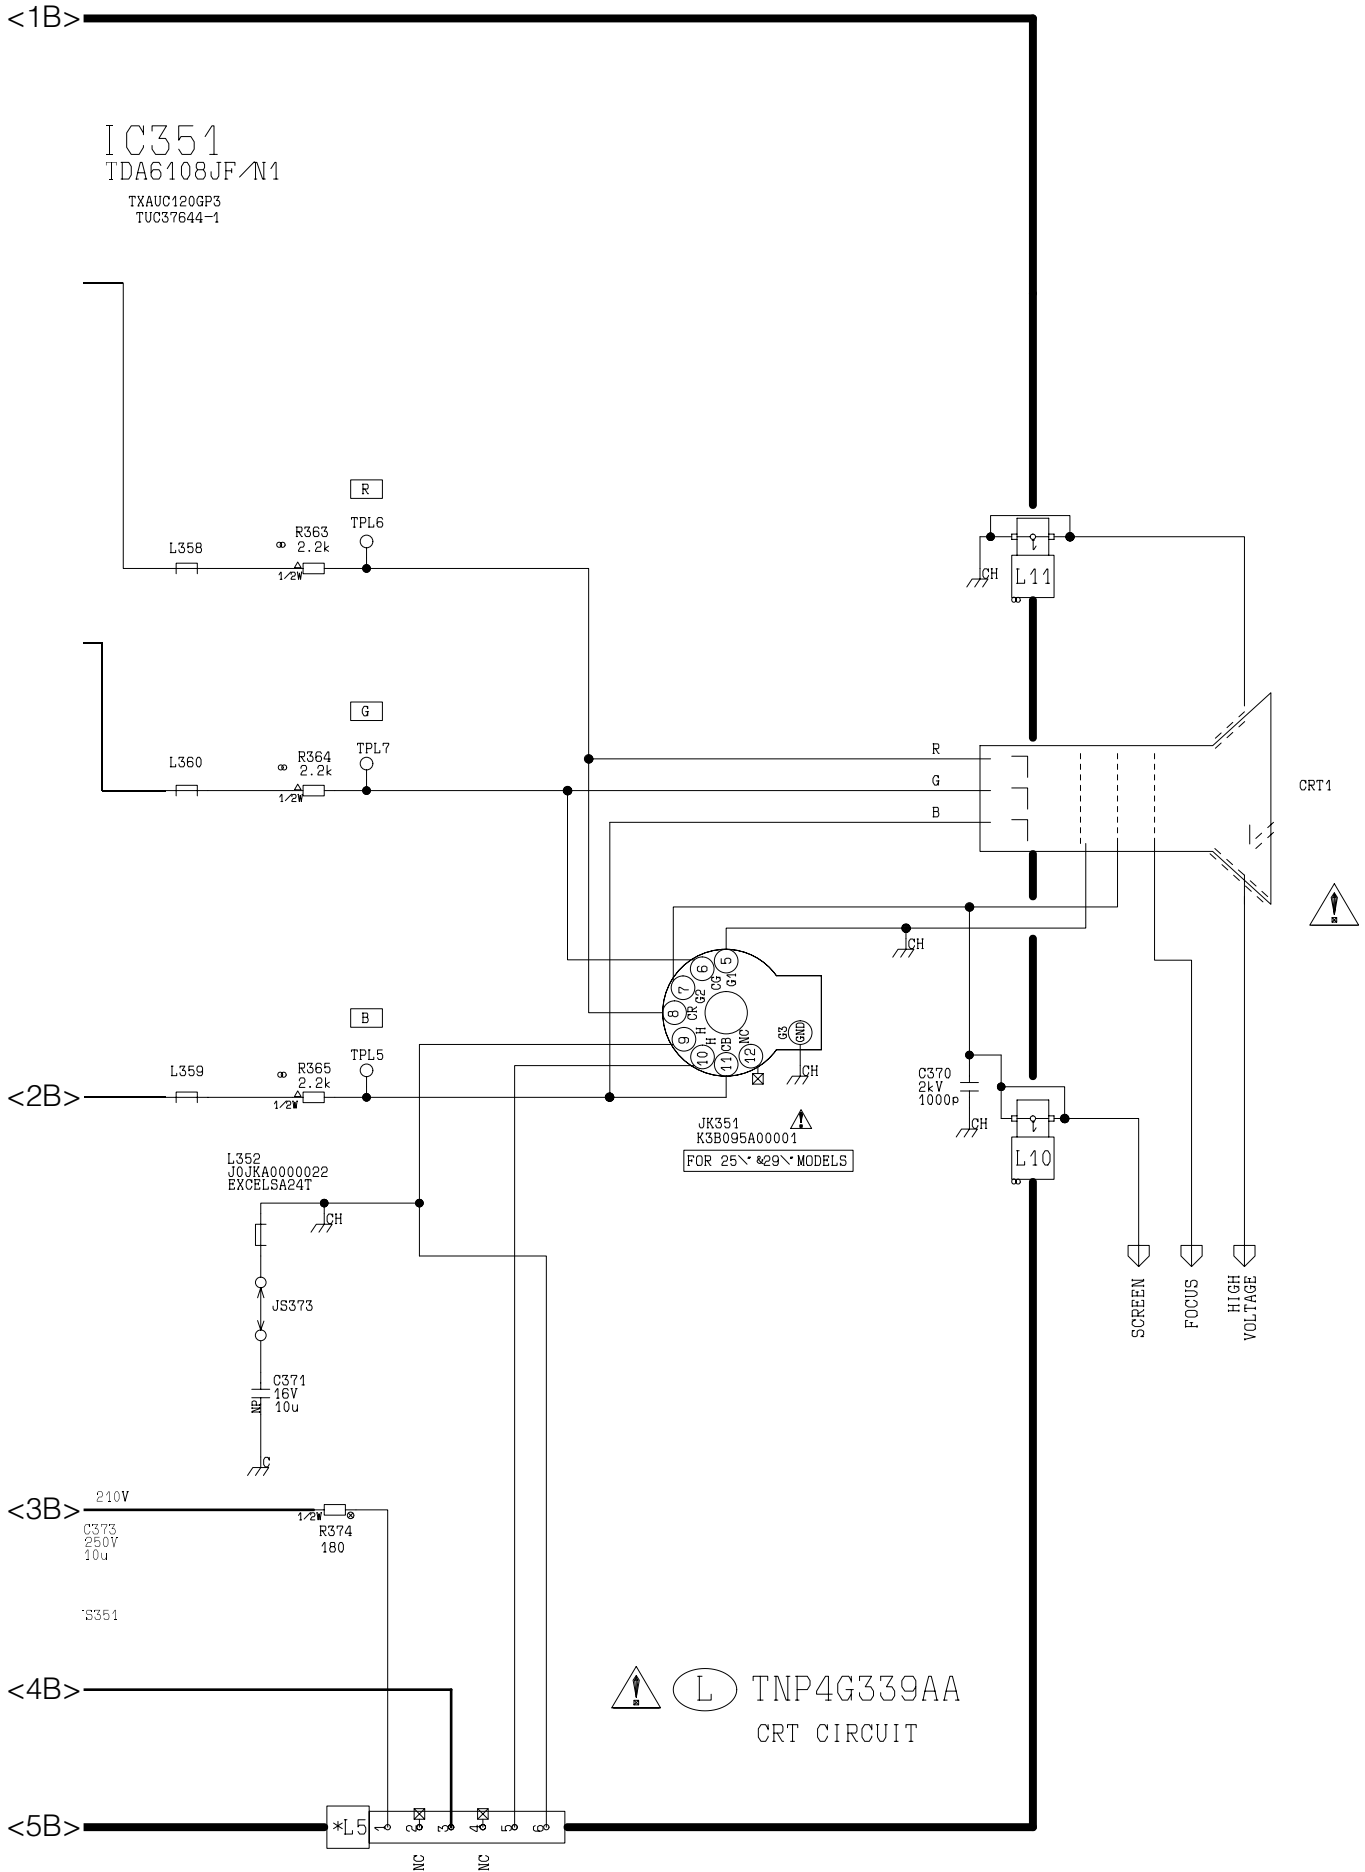 <1B>
IC351
TDA6108JF/N1
TXAUC120GP3
TUC37644-1
R
TPL6
R363
2.2k
1/2W
L358
CH
L11
G
TPL7
R364
2.2k
1/2W
L360
R
G
B
CRT1
CH
5
6
7
8
9
10
11
12
G1
CG
G2
CR
H
H
CB
NC
G3
GND
CH
B
TPL5
R365
2.2k
1/2W
L359
<2B>
JK351
K3B095A00001
C370
2kV
1000p
CH
L10
L352
J0JKA0000022
EXCELSA24T
CH
JS373
C371
16V
10u
NP
C
SCREEN
FOCUS
HIGH
VOLTAGE
<3B>
210V
1/2W
R374
180
C373
250V
10u
S351
<4B>
L TNP4G339AA
CRT CIRCUIT
<5B>
*L5
1
2
3
4
5
6
NC
NC